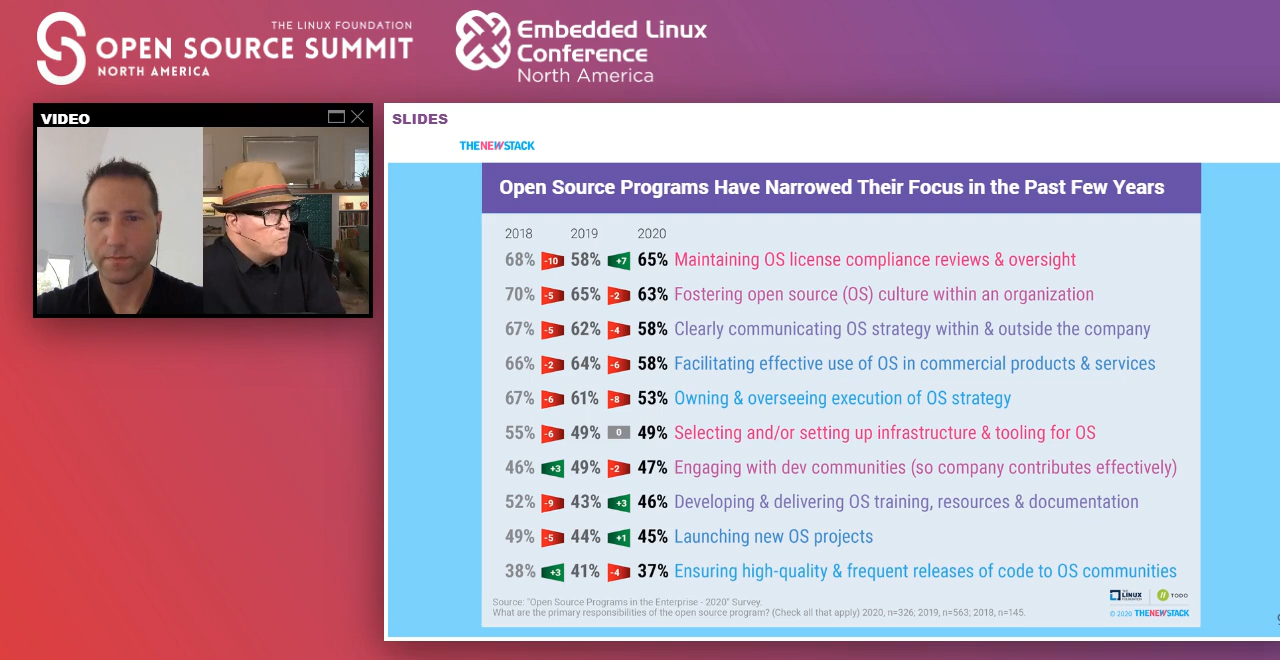 THE LINUX FOUNDATION
OPEN SOURCE SUMMIT
NORTH AMERICA
Embedded Linux
Conference
North America
VIDEO
SLIDES
THENEWSTACK
Open Source Programs Have Narrowed Their Focus in the Past Few Years
2018 2019 2020
68% -10 58% +7 65% Maintaining OS license compliance reviews & oversight
70% -5 65% -2 63% Fostering open source (OS) culture within an organization
67% -5 62% -4 58% Clearly communicating OS strategy within & outside the company
66% -2 64% -6 58% Facilitating effective use of OS in commercial products & services
67% -6 61% -8 53% Owning & overseeing execution of OS strategy
55% -6 49% 0 49% Selecting and/or setting up infrastructure & tooling for OS
46% +3 49% -2 47% Engaging with dev communities (so company contributes effectively)
52% -9 43% +3 46% Developing & delivering OS training, resources & documentation
49% -5 44% +1 45% Launching new OS projects
38% +3 41% -4 37% Ensuring high-quality & frequent releases of code to OS communities
Source: "Open Source Programs in the Enterprise - 2020" Survey.
What are the primary responsibilities of the open source program? (Check all that apply) 2020, n=326; 2019, n=563; 2018, n=145.
THE LINUX FOUNDATION TODO
© 2020 THENEWSTACK